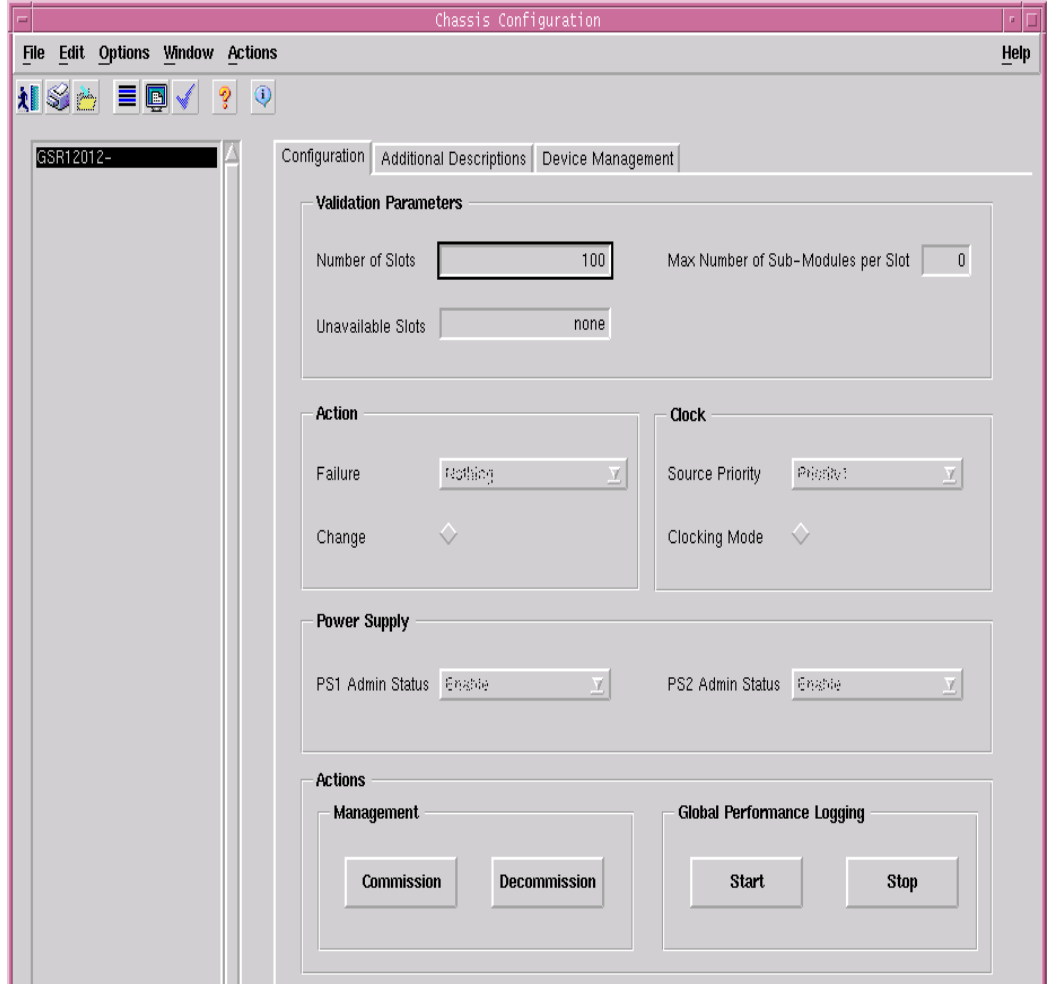 Chassis Configuration
File Edit Options Window Actions Help
GSR12012-
Configuration Additional Descriptions Device Management
Validation Parameters
Number of Slots 100 Max Number of Sub-Modules per Slot 0
Unavailable Slots none
Action Clock
Failure Nothing Source Priority Priority1
Change Clocking Mode
Power Supply
PS1 Admin Status Enable PS2 Admin Status Enable
Actions
Management Global Performance Logging
Commission Decommission Start Stop